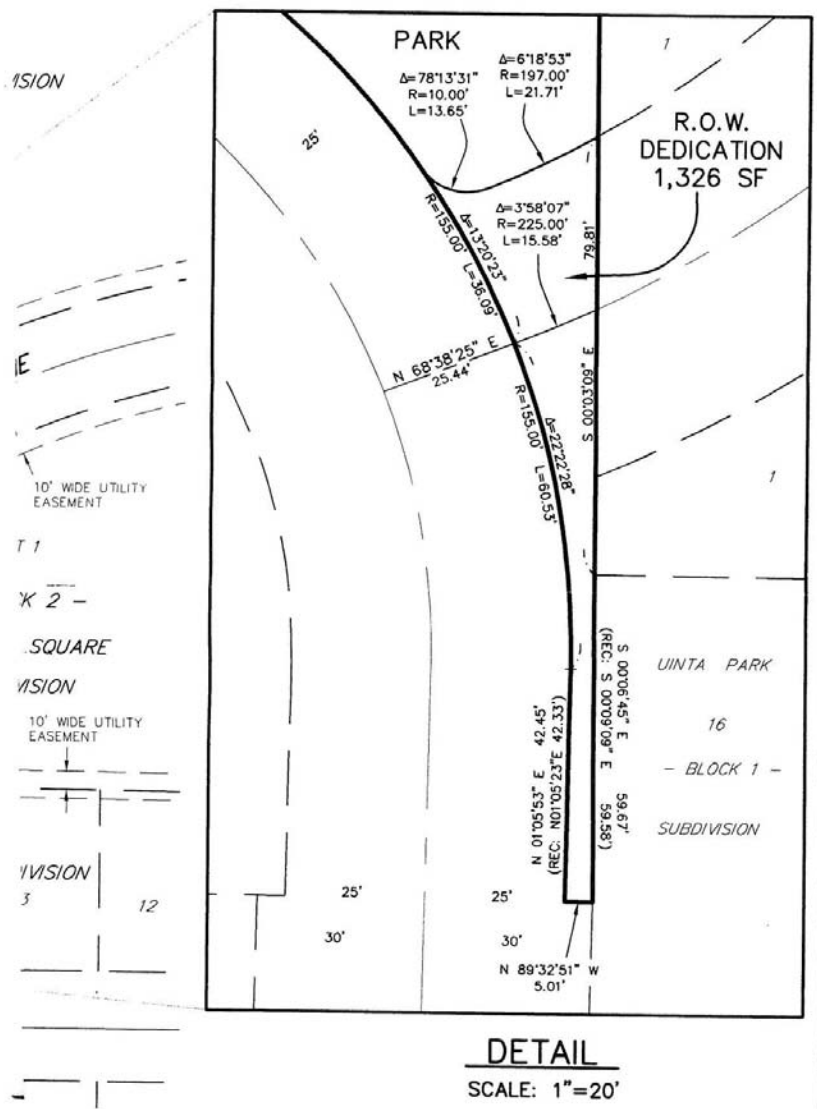 PARK
Δ=78°13'31"
R=10.00'
L=13.65'
Δ=6°18'53"
R=197.00'
L=21.71'
1
R.O.W.
DEDICATION
1,326 SF
25'
Δ=3°58'07"
R=225.00'
L=15.58'
79.81'
S 00°03'09" E
Δ=13°20'23"
R=155.00' L=36.09'
N 68°38'25" E
25.44'
Δ=22°22'28"
R=155.00' L=60.53'
1
10' WIDE UTILITY
EASEMENT
T 1
K 2 -
SQUARE
VISION
10' WIDE UTILITY
EASEMENT
VISION
3
12
S 00°06'45" E 59.67'
(REC: S 00°09'09" E 59.58')
N 01°05'53" E 42.45'
(REC: N01°05'23"E 42.33')
UINTA PARK
16
- BLOCK 1 -
SUBDIVISION
25'
25'
30'
30'
N 89°32'51" W
5.01'
DETAIL
SCALE: 1"=20'